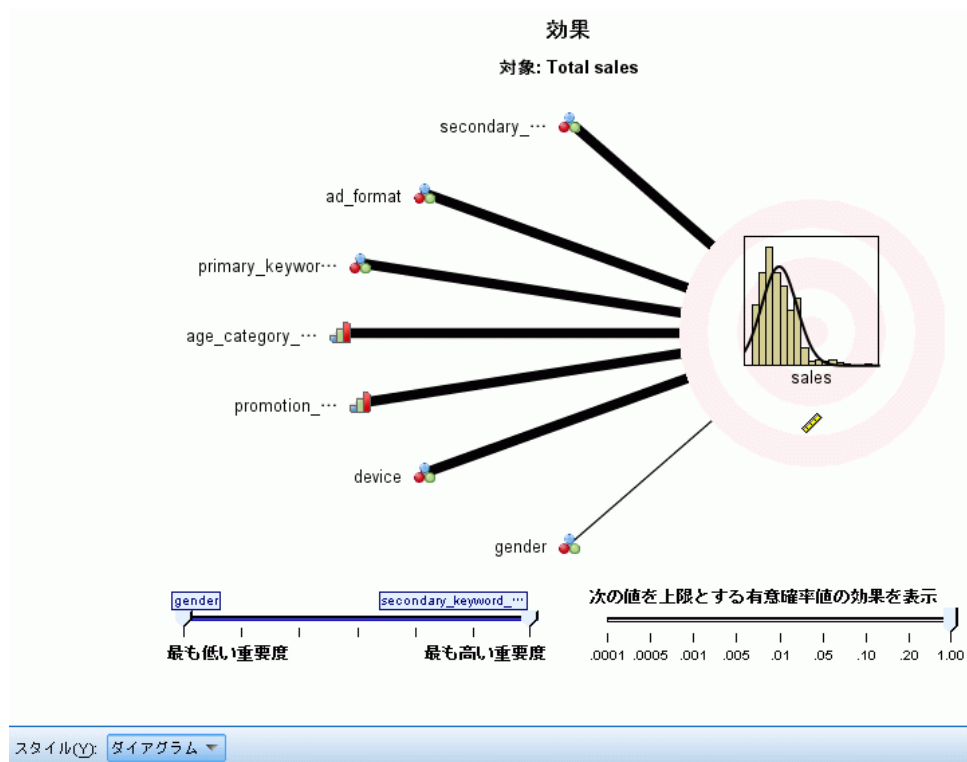 効果
対象: Total sales
secondary_…
ad_format
primary_keywor…
age_category_…
promotion_…
device
gender
sales
gender
secondary_keyword_…
最も低い重要度
最も高い重要度
次の値を上限とする有意確率値の効果を表示
.0001 .0005 .001 .005 .01 .05 .10 .20 1.00
スタイル(Y): ダイアグラム